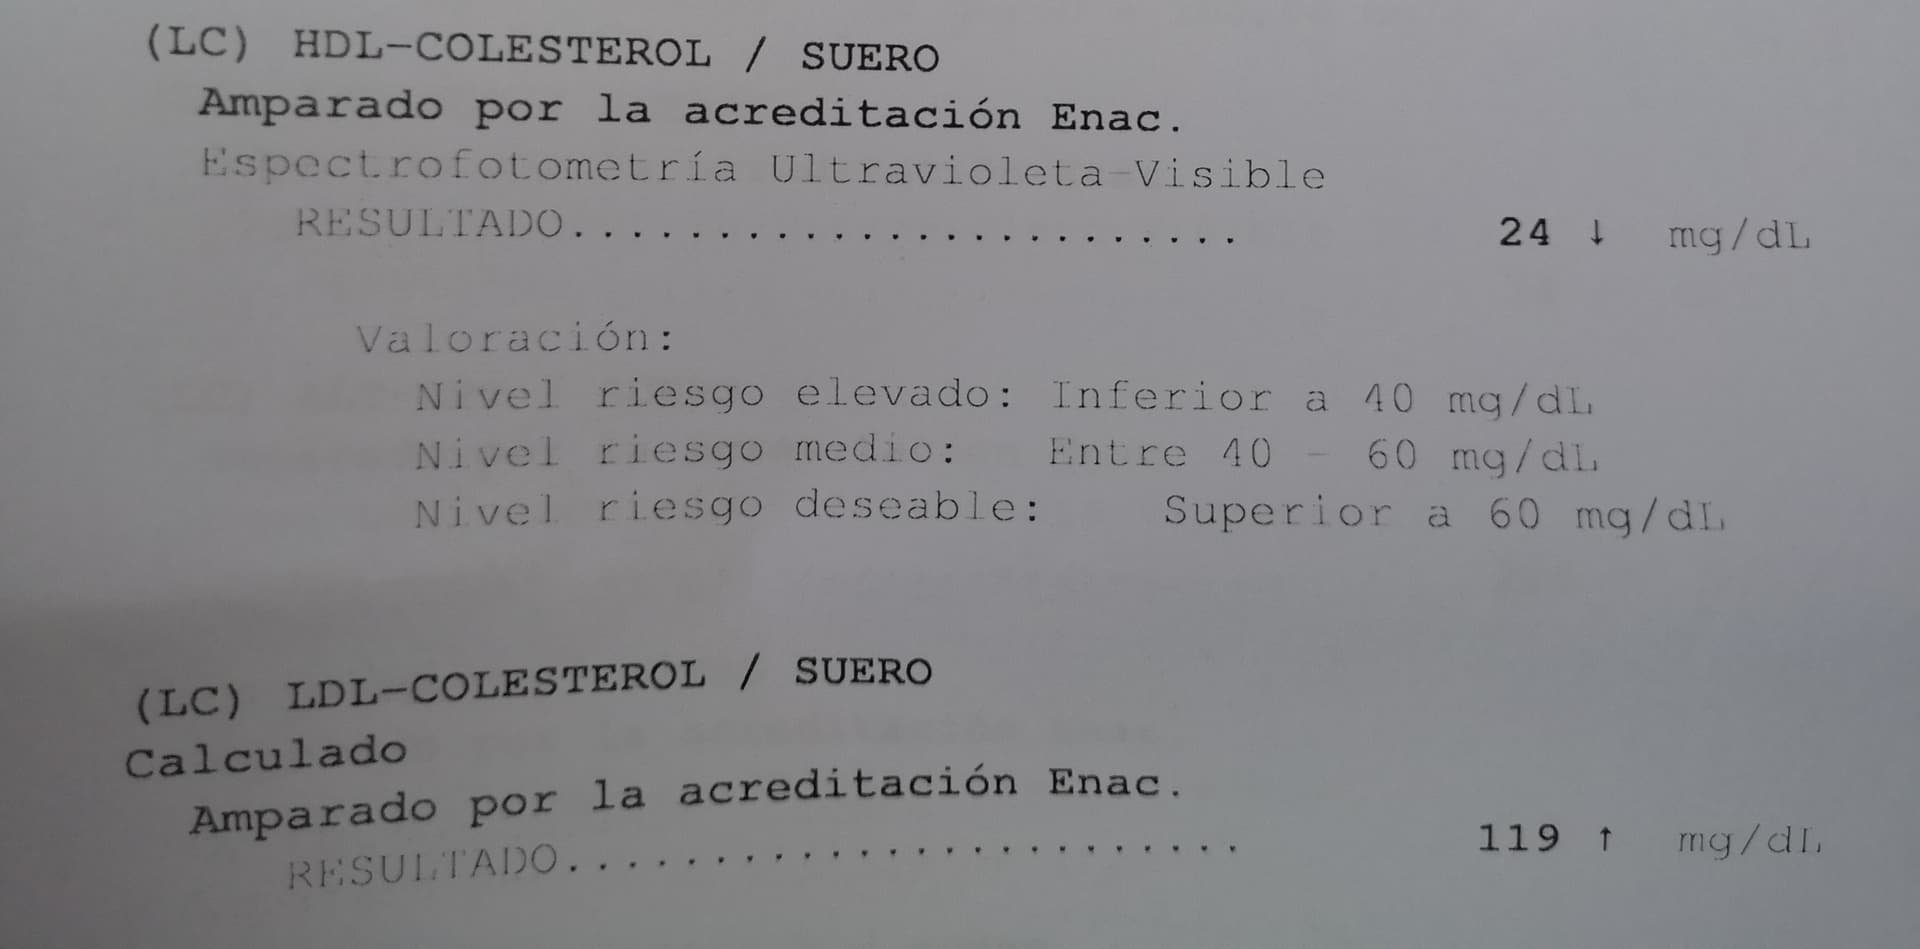 (LC) HDL-COLESTEROL / SUERO
Amparado por la acreditación Enac.
Espectrofotometría Ultravioleta-Visible
RESULTADO........................ 24 ↓ mg/dL
Valoración:
Nivel riesgo elevado: Inferior a 40 mg/dL
Nivel riesgo medio: Entre 40 - 60 mg/dL
Nivel riesgo deseable: Superior a 60 mg/dL
(LC) LDL-COLESTEROL / SUERO
Calculado
Amparado por la acreditación Enac.
RESULTADO........................ 119 ↑ mg/dL